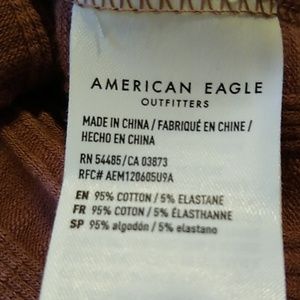 AMERICAN EAGLE
OUTFITTERS
MADE IN CHINA / FABRIQUÉ EN CHINE /
HECHO EN CHINA
RN 54485/CA 03873
RFC# AEM120605U9A
EN 95% COTTON / 5% ELASTANE
FR 95% COTON / 5% ÉLASTHANNE
SP 95% algodón / 5% elastano